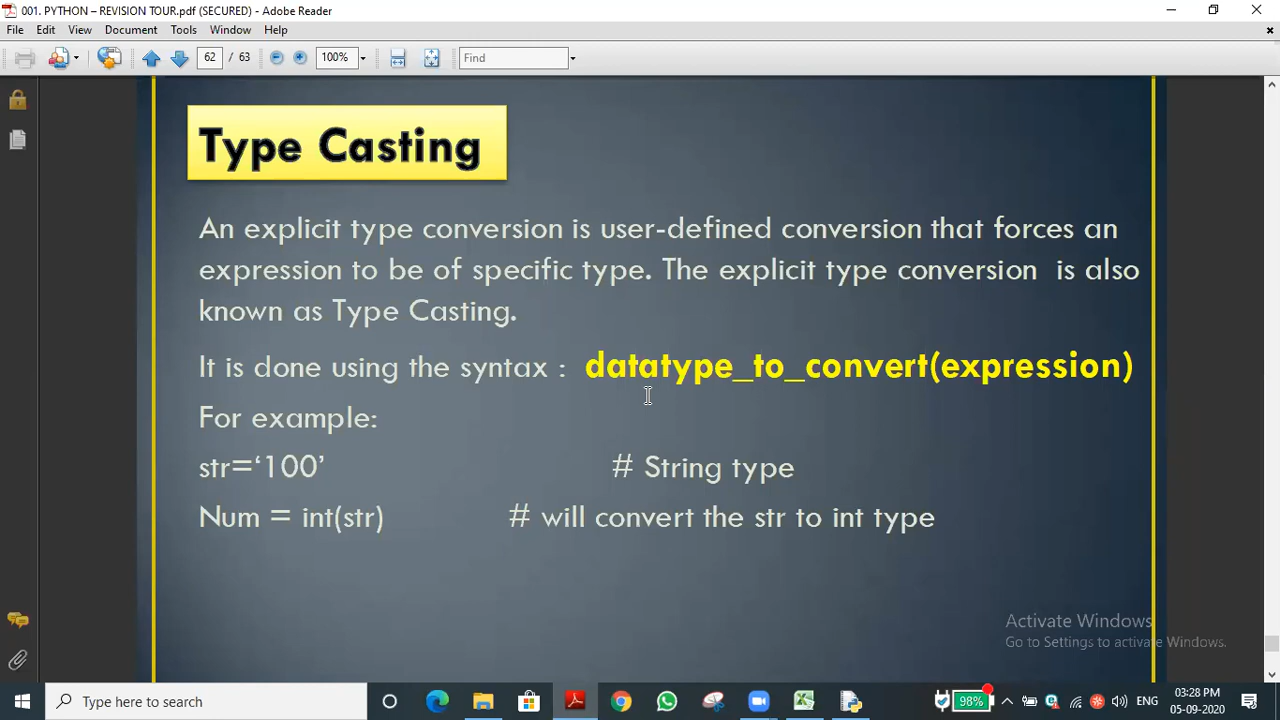 001. PYTHON – REVISION TOUR.pdf (SECURED) - Adobe Reader
File Edit View Document Tools Window Help
62 / 63 100% Find
Type Casting
An explicit type conversion is user-defined conversion that forces an
expression to be of specific type. The explicit type conversion is also
known as Type Casting.
It is done using the syntax : datatype_to_convert(expression)
For example:
str=‘100’ # String type
Num = int(str) # will convert the str to int type
Activate Windows
Go to Settings to activate Windows.
Type here to search
98%
ENG
03:28 PM
05-09-2020